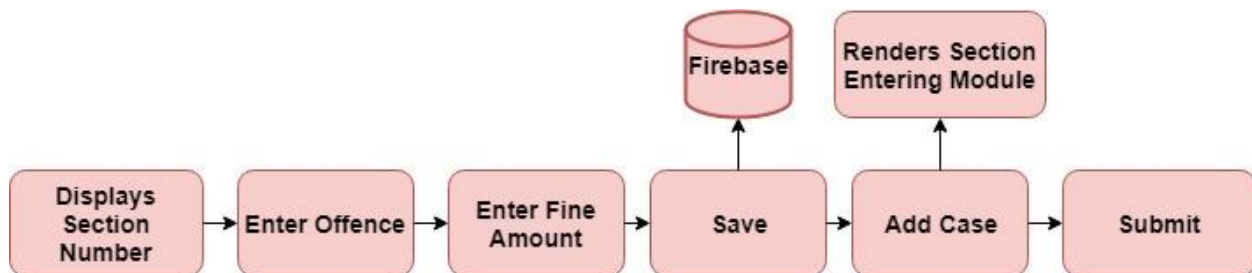 Firebase
Renders Section
Entering Module
Displays
Section
Number
Enter Offence
Enter Fine
Amount
Save
Add Case
Submit